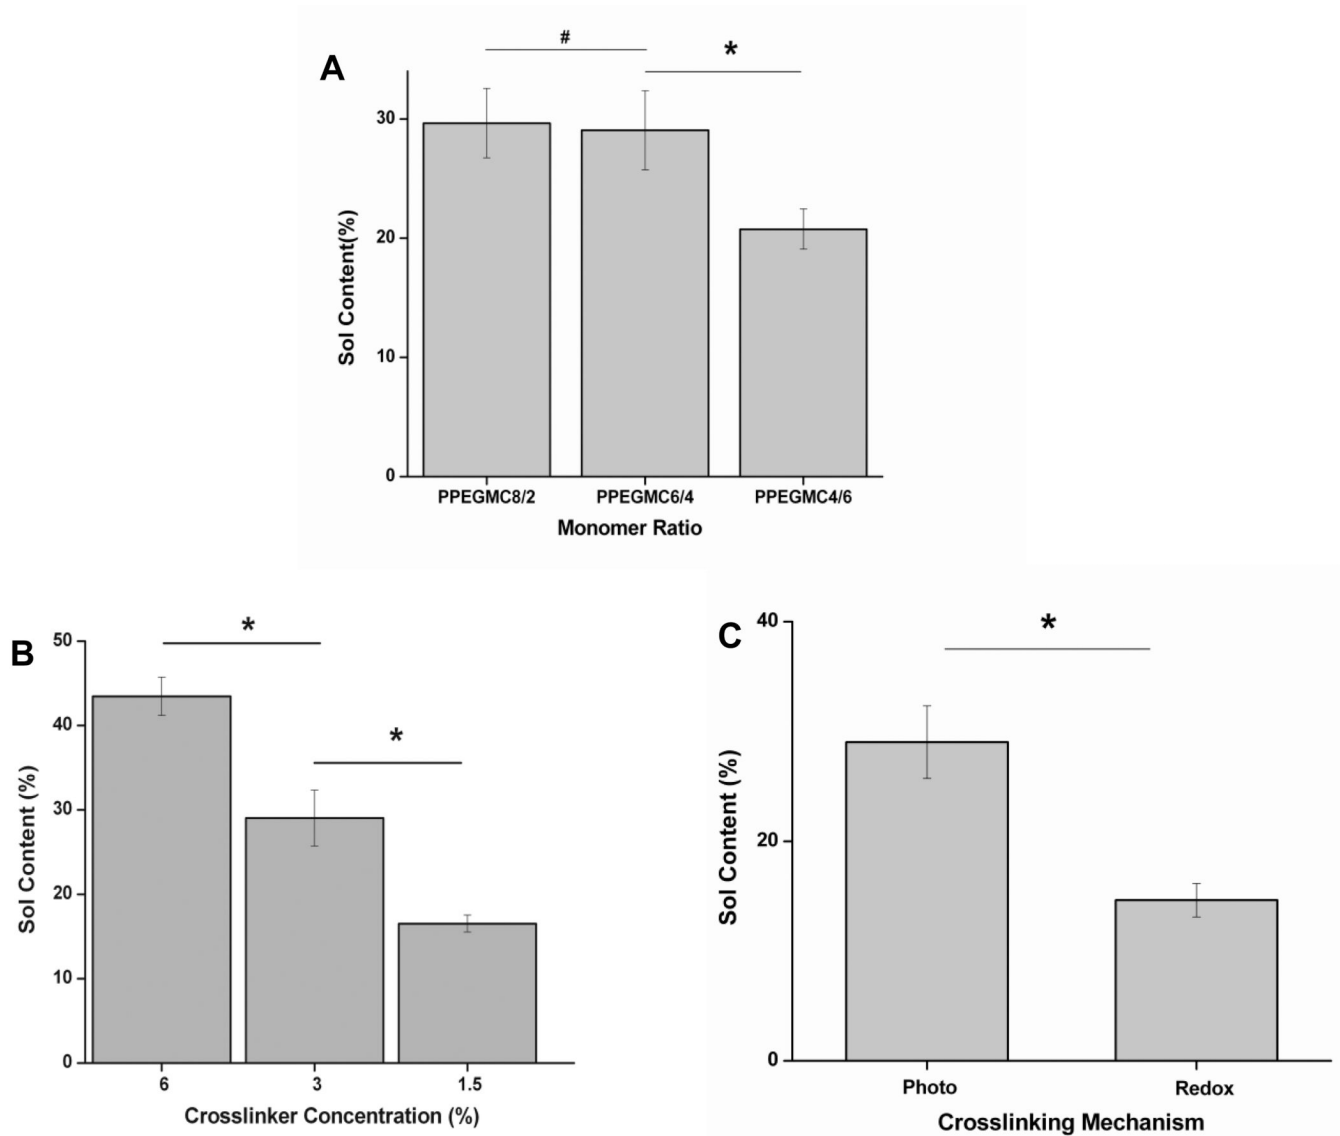 A
#
*
30
20
10
0
Sol Content(%)
PPEGMC8/2 PPEGMC6/4 PPEGMC4/6
Monomer Ratio
B
*
*
50
40
30
20
10
0
Sol Content (%)
6 3 1.5
Crosslinker Concentration (%)
C
*
40
20
0
Sol Content (%)
Photo Redox
Crosslinking Mechanism